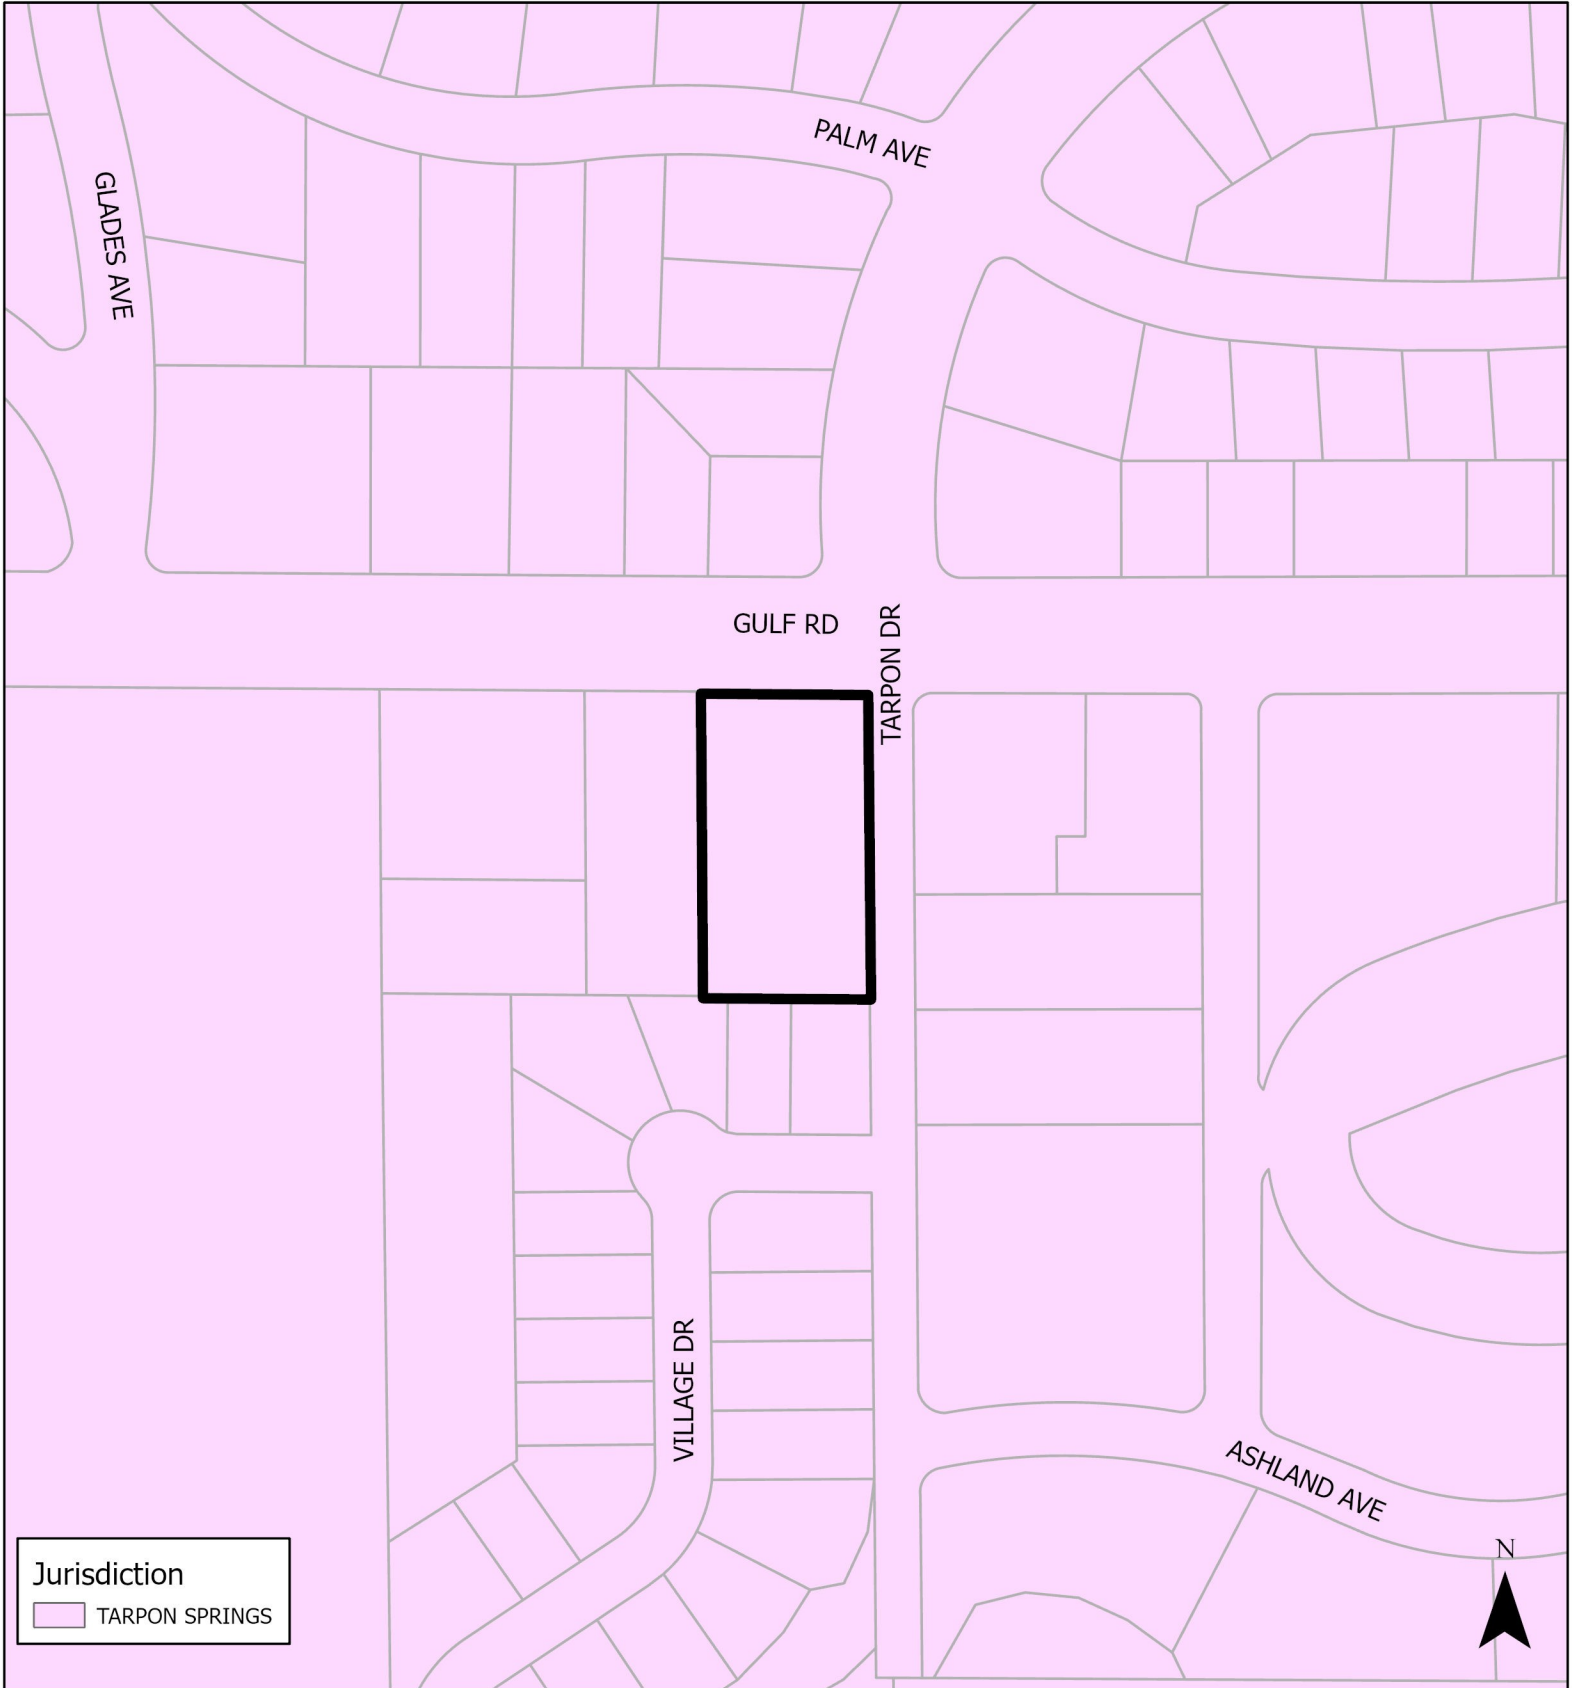 PALM AVE
GLADES AVE
GULF RD
TARPON DR
VILLAGE DR
ASHLAND AVE
N
Jurisdiction
TARPON SPRINGS